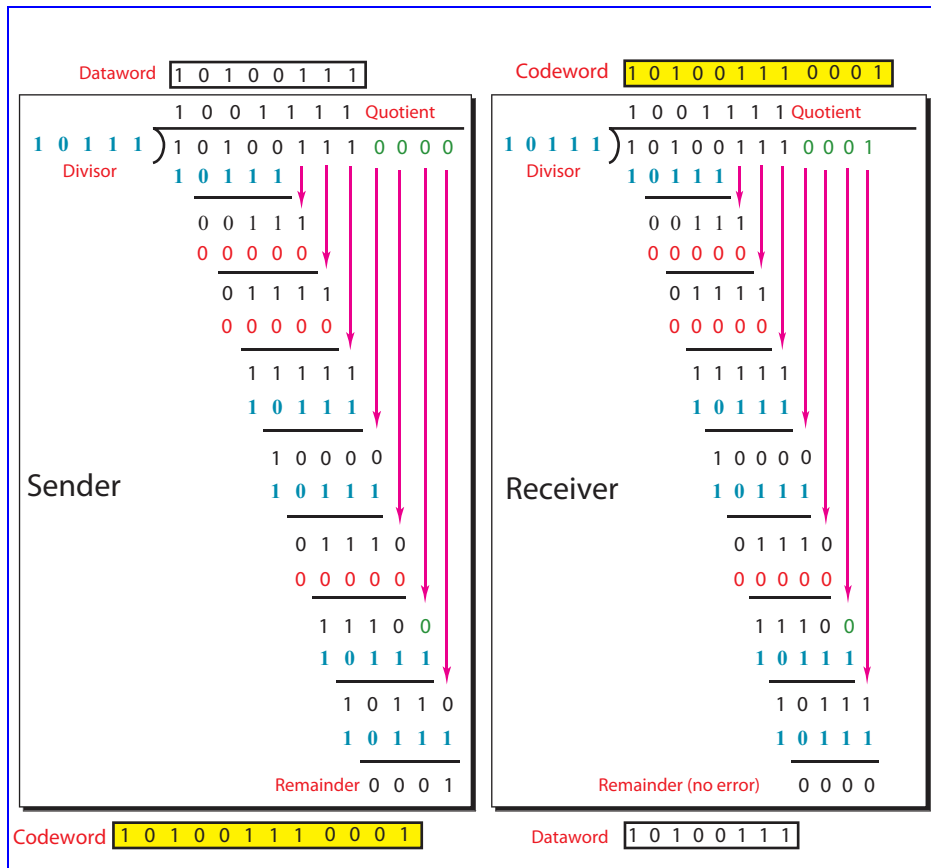 Dataword 1 0 1 0 0 1 1 1
1 0 0 1 1 1 1 Quotient
1 0 1 1 1 1 0 1 0 0 1 1 1 0 0 0 0
Divisor 1 0 1 1 1
0 0 1 1 1
0 0 0 0 0
0 1 1 1 1
0 0 0 0 0
1 1 1 1 1
1 0 1 1 1
1 0 0 0 0
Sender 1 0 1 1 1
0 1 1 1 0
0 0 0 0 0
1 1 1 0 0
1 0 1 1 1
1 0 1 1 0
1 0 1 1 1
Remainder 0 0 0 1
Codeword 1 0 1 0 0 1 1 1 0 0 0 1
Codeword 1 0 1 0 0 1 1 1 0 0 0 1
1 0 0 1 1 1 1 Quotient
1 0 1 1 1 1 0 1 0 0 1 1 1 0 0 0 1
Divisor 1 0 1 1 1
0 0 1 1 1
0 0 0 0 0
0 1 1 1 1
0 0 0 0 0
1 1 1 1 1
1 0 1 1 1
1 0 0 0 0
Receiver 1 0 1 1 1
0 1 1 1 0
0 0 0 0 0
1 1 1 0 0
1 0 1 1 1
1 0 1 1 1
1 0 1 1 1
Remainder (no error) 0 0 0 0
Dataword 1 0 1 0 0 1 1 1